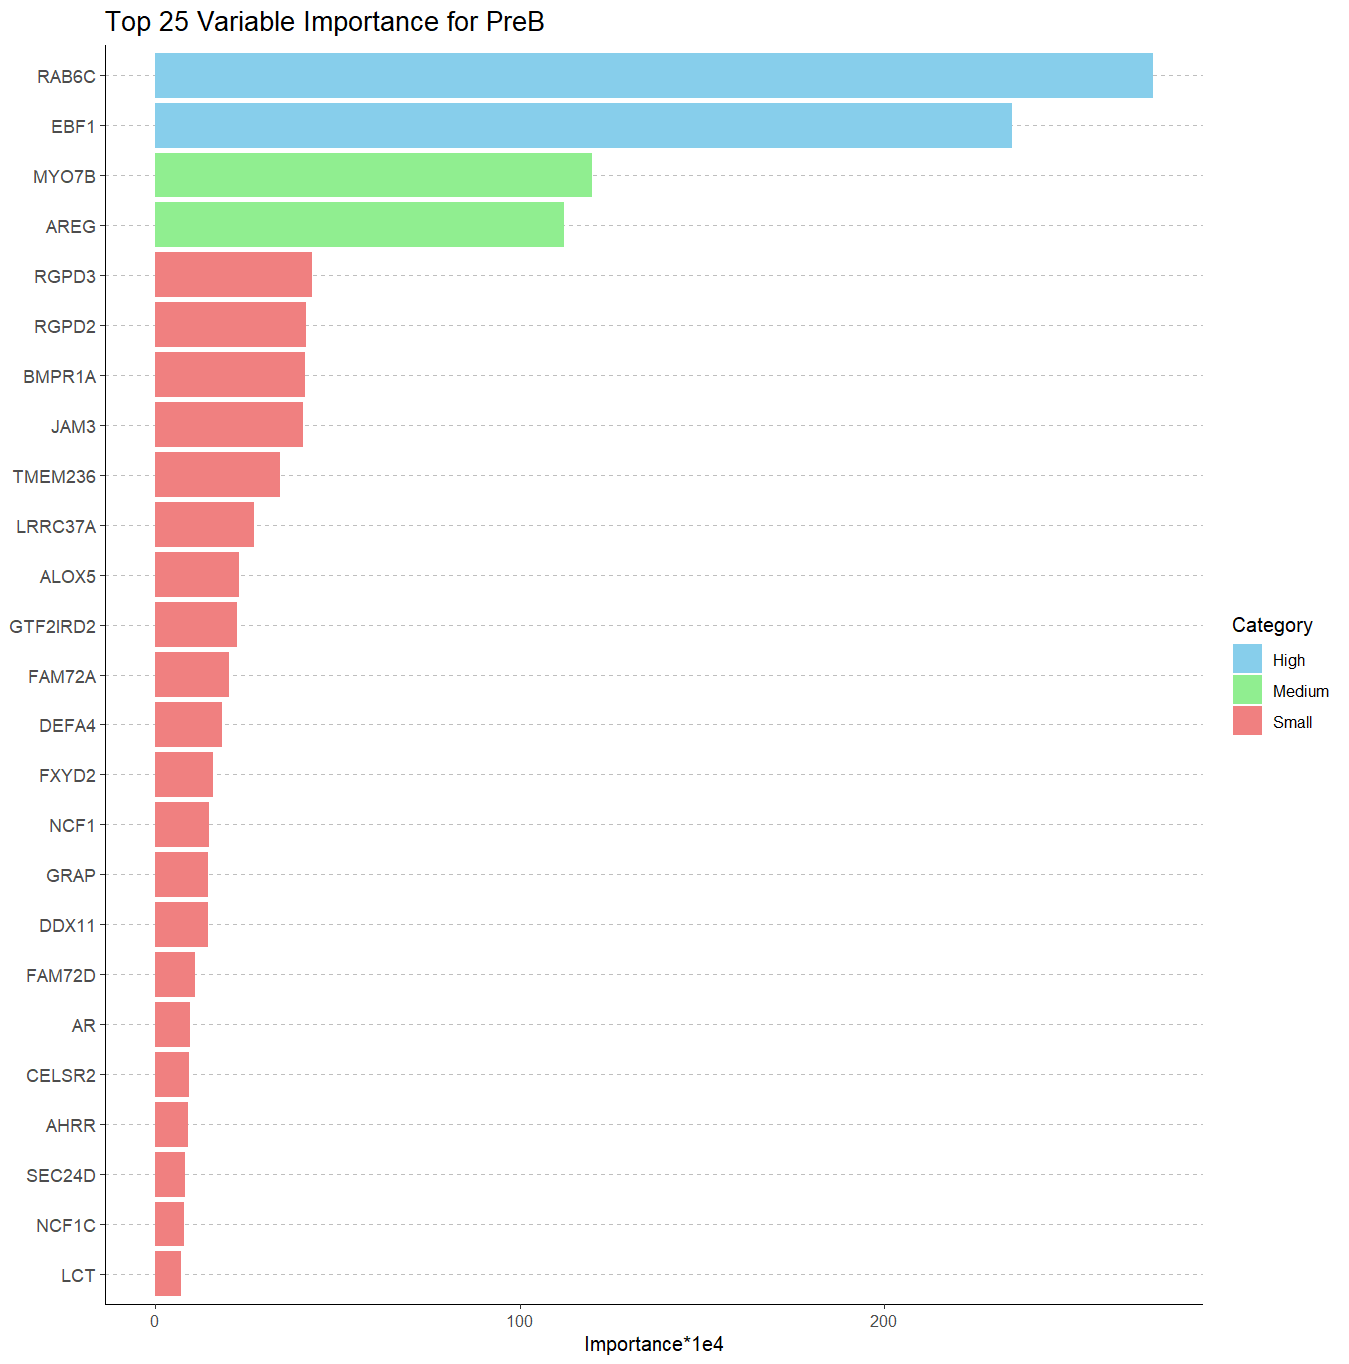 Top 25 Variable Importance for PreB
RAB6C
EBF1
MYO7B
AREG
RGPD3
RGPD2
BMPR1A
JAM3
TMEM236
LRRC37A
ALOX5
GTF2IRD2
FAM72A
DEFA4
FXYD2
NCF1
GRAP
DDX11
FAM72D
AR
CELSR2
AHRR
SEC24D
NCF1C
LCT
0 100 200
Importance*1e4
Category
High
Medium
Small